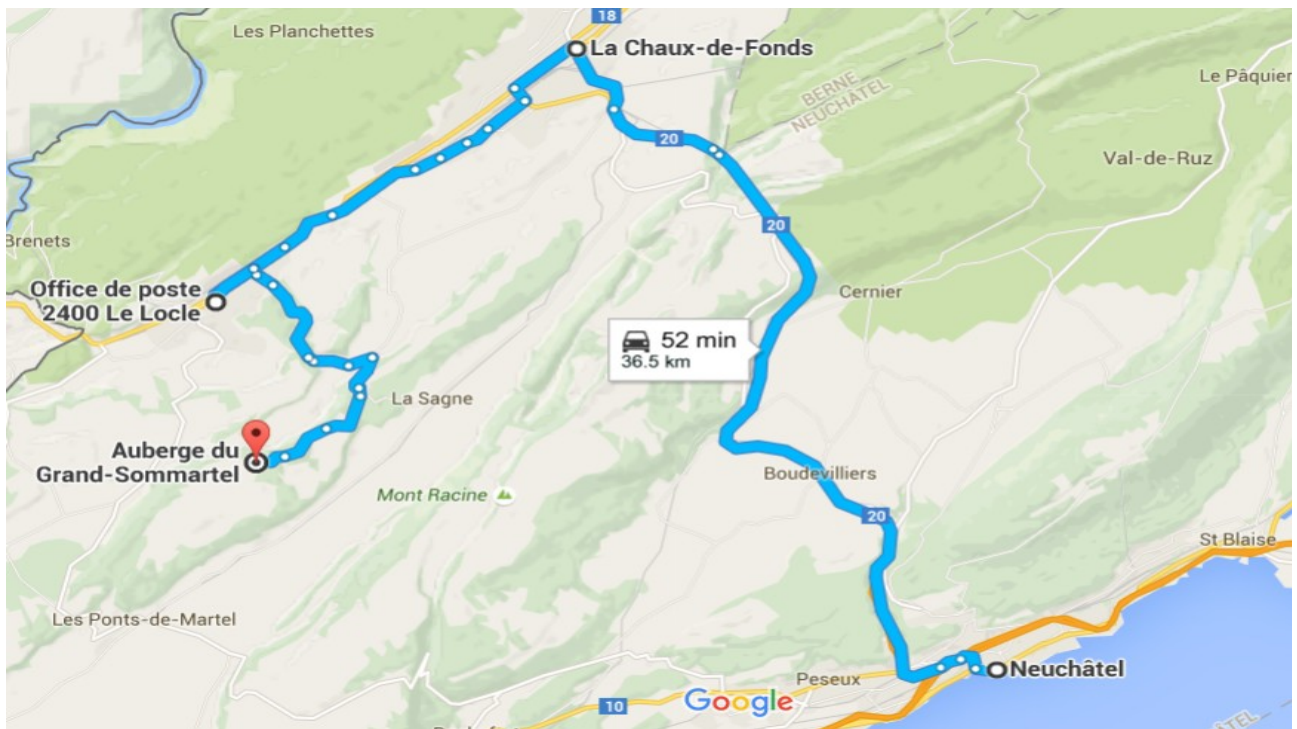 18
Les Planchettes
La Chaux-de-Fonds
Le Pâquier
BERNE
NEUCHÂTEL
20
Val-de-Ruz
20
Brenets
Office de poste
2400 Le Locle
Cernier
52 min
36.5 km
La Sagne
Auberge du
Grand-Sommartel
Boudevilliers
Mont Racine
20
St Blaise
Les Ponts-de-Martel
Neuchâtel
Peseux
Google
10